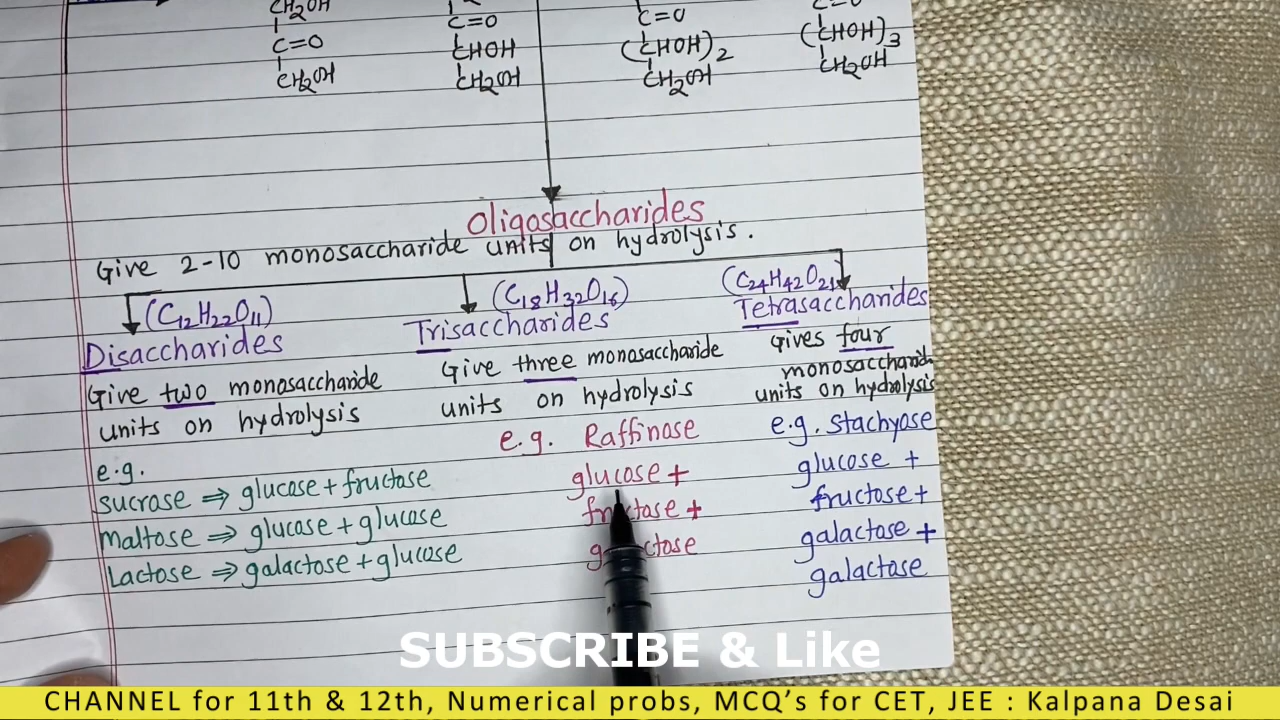 CH2OH
C=O
CH2OH
C=O
CHOH
CH2OH
C=O
(CHOH)2
CH2OH
C=O
(CHOH)3
CH2OH
Oligosaccharides
Give 2-10 monosaccharide units on hydrolysis.
(C12H22O11)
Disaccharides
Give two monosaccharide
units on hydrolysis
e.g.
sucrose ⇒ glucose + fructose
maltose ⇒ glucose + glucose
Lactose ⇒ galactose + glucose
(C18H32O16)
Trisaccharides
Give three monosaccharide
units on hydrolysis
e.g. Raffinose
glucose +
fructose +
galactose
(C24H42O21)
Tetrasaccharides
Gives four
monosaccharide
units on hydrolysis
e.g. stachyose
glucose +
fructose +
galactose +
galactose
SUBSCRIBE & Like
CHANNEL for 11th & 12th, Numerical probs, MCQ's for CET, JEE : Kalpana Desai